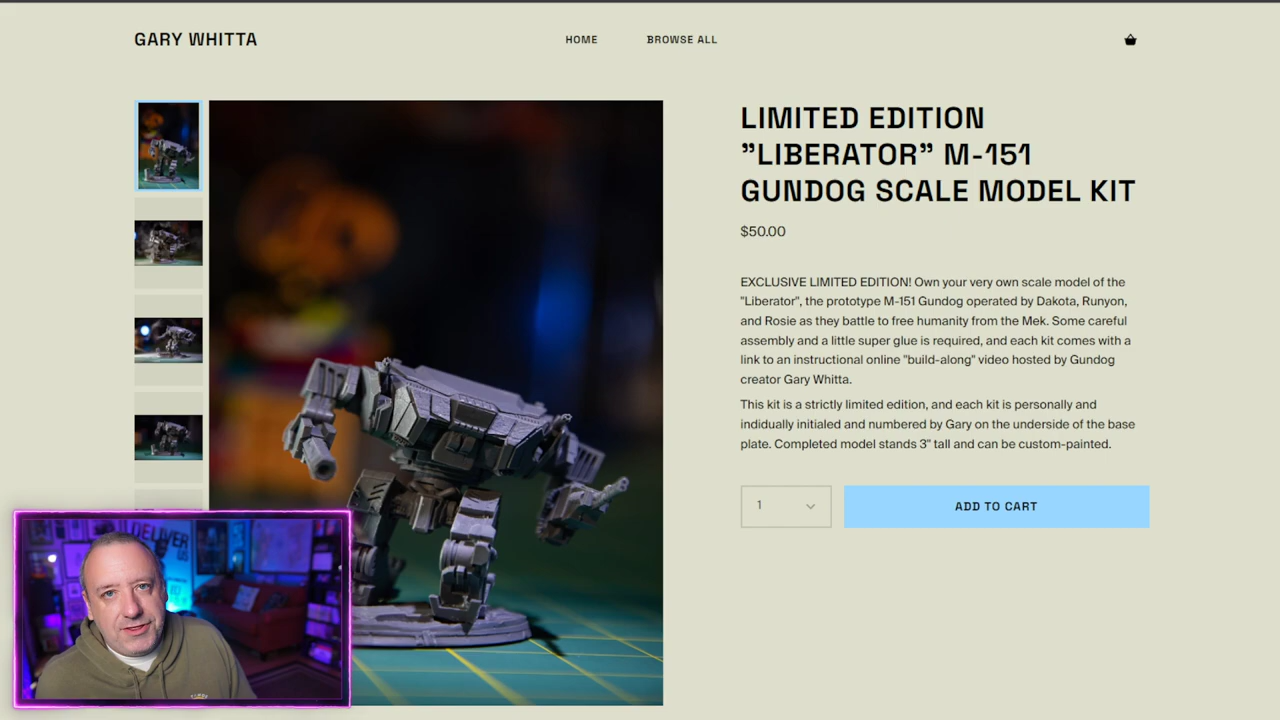 GARY WHITTA
HOME
BROWSE ALL
LIMITED EDITION
”LIBERATOR” M-151
GUNDOG SCALE MODEL KIT
$50.00
EXCLUSIVE LIMITED EDITION! Own your very own scale model of the
"Liberator", the prototype M-151 Gundog operated by Dakota, Runyon,
and Rosie as they battle to free humanity from the Mek. Some careful
assembly and a little super glue is required, and each kit comes with a
link to an instructional online "build-along" video hosted by Gundog
creator Gary Whitta.
This kit is a strictly limited edition, and each kit is personally and
indidually initialed and numbered by Gary on the underside of the base
plate. Completed model stands 3" tall and can be custom-painted.
1
ADD TO CART
DELIVER
US